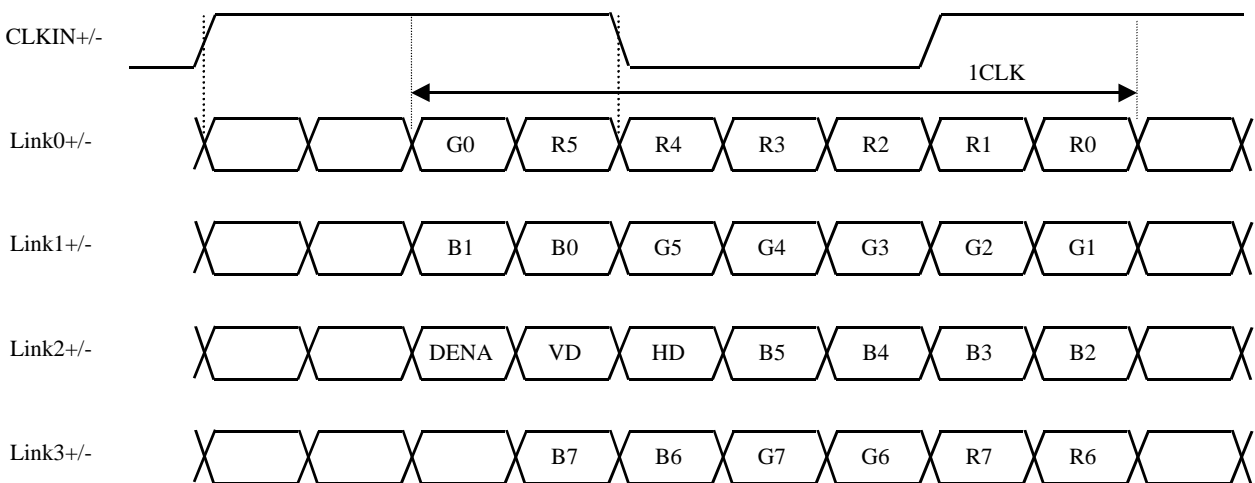 CLKIN+/-
1CLK
Link0+/- G0 R5 R4 R3 R2 R1 R0
Link1+/- B1 B0 G5 G4 G3 G2 G1
Link2+/- DENA VD HD B5 B4 B3 B2
Link3+/- B7 B6 G7 G6 R7 R6